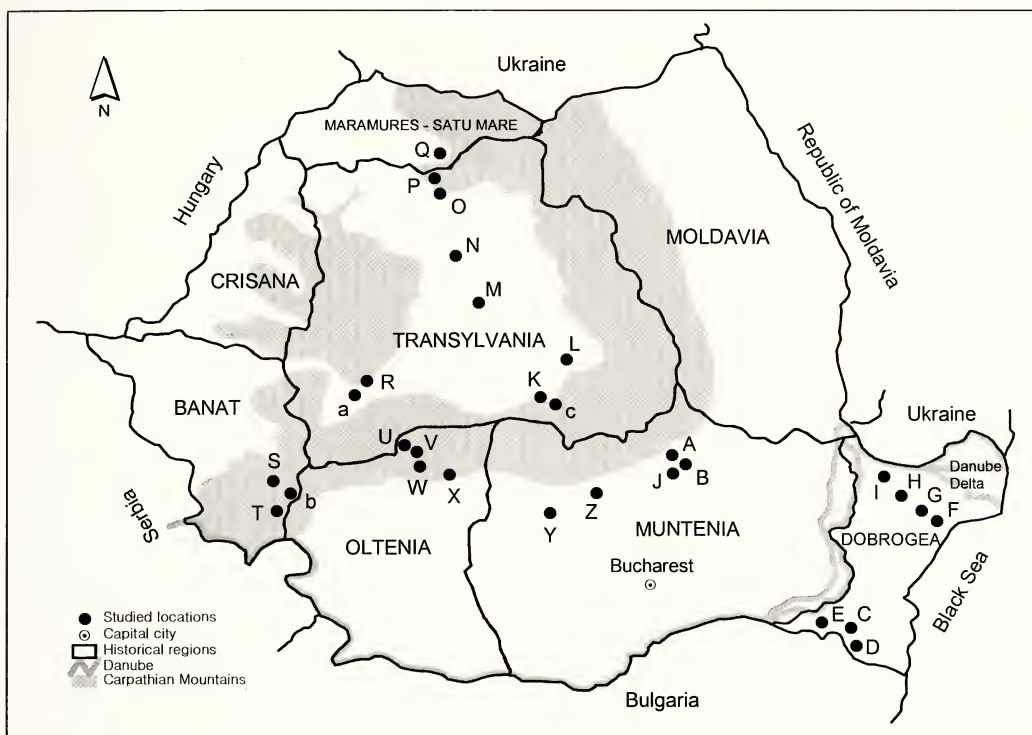 Ukraine
N
MARAMURES - SATU MARE
Q
P
O
Hungary
Republic of Moldavia
N
MOLDAVIA
CRISANA
M
TRANSYLVANIA
L
R
K
a
c
BANAT
Ukraine
U
V
A
S
W
J
B
X
I
H
Danube
Delta
b
Z
G
F
T
Y
Serbia
MUNTENIA
DOBROGEA
OLTENIA
Bucharest
Black Sea
E
C
D
Studied locations
Capital city
Historical regions
Danube
Carpathian Mountains
Bulgaria